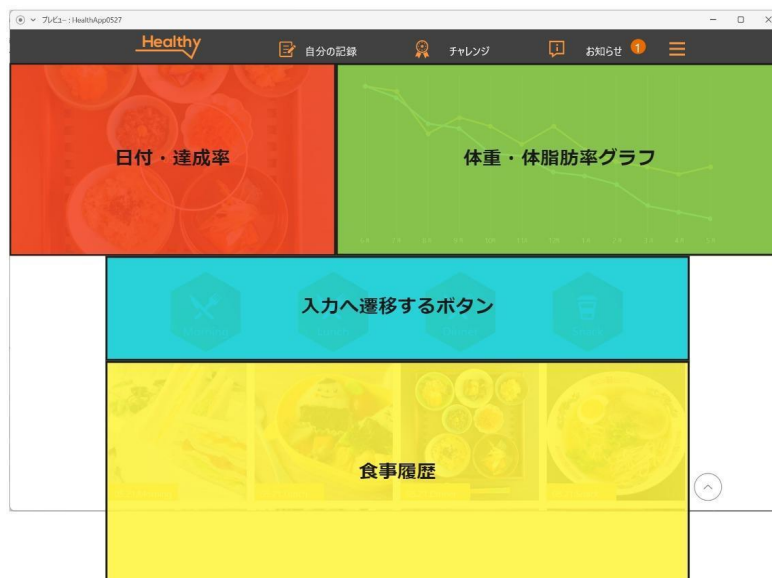 プレビュー : HealthApp0527
Healthy
自分の記録
チャレンジ
お知らせ 1
日付・達成率
体重・体脂肪率グラフ
入力へ遷移するボタン
食事履歴